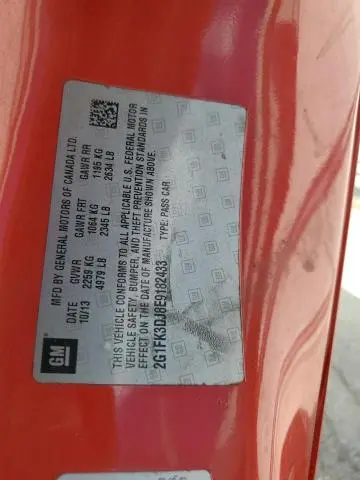 MFD BY GENERAL MOTORS OF CANADA LTD.
DATE GVWR GAWR FRT GAWR RR
10/13 2259 KG 1064 KG 1195 KG
4979 LB 2345 LB 2634 LB
THIS VEHICLE CONFORMS TO ALL APPLICABLE U.S. FEDERAL MOTOR
VEHICLE SAFETY, BUMPER, AND THEFT PREVENTION STANDARDS IN
EFFECT ON THE DATE OF MANUFACTURE SHOWN ABOVE.
2G1FK3DJ8E9182433 TYPE: PASS CAR
GM